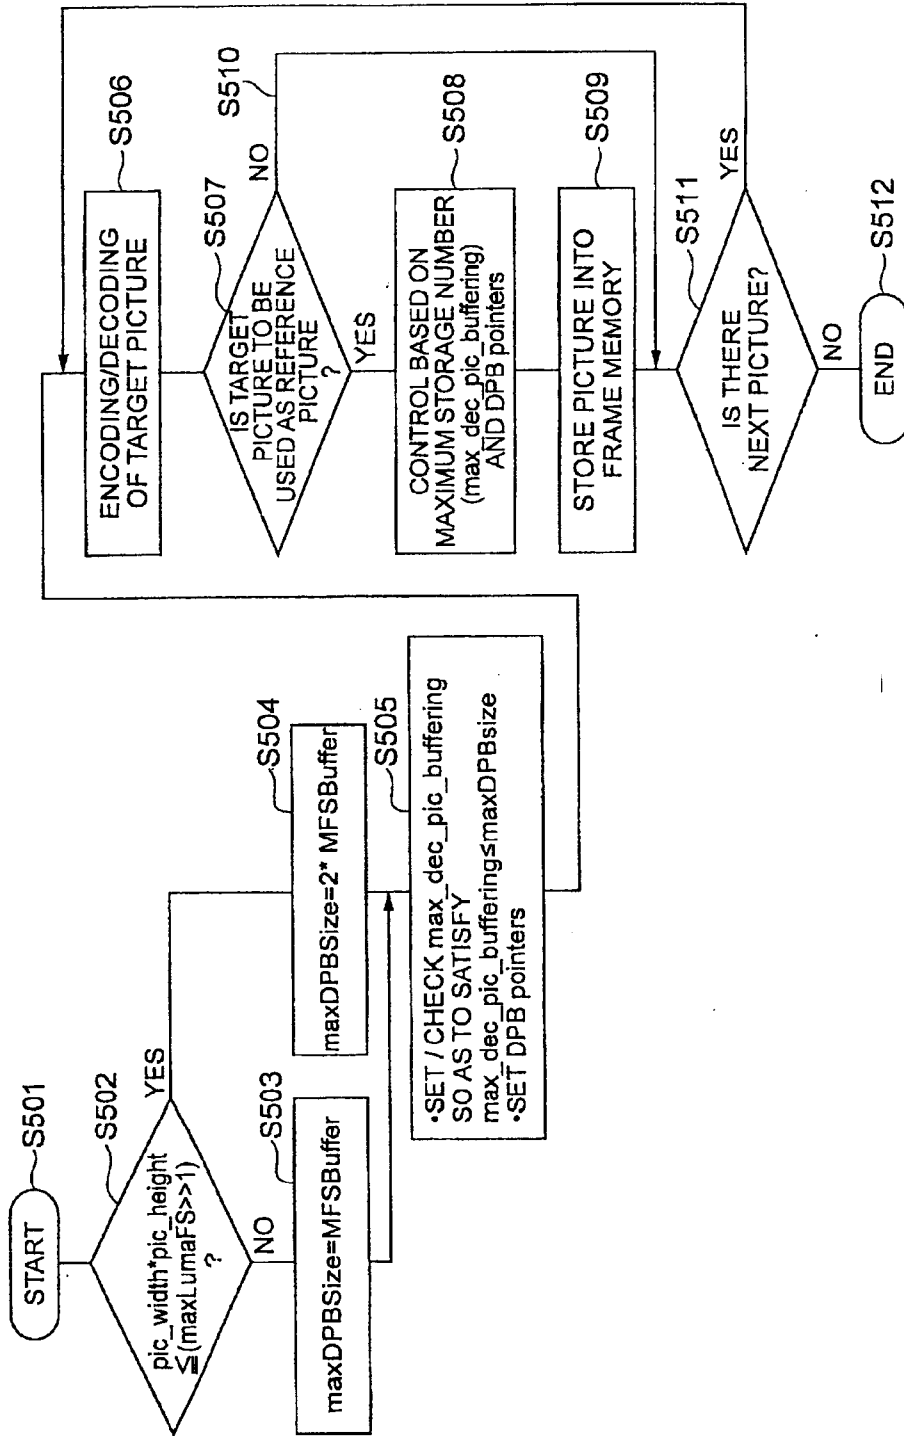 START
S501
pic_width*pic_height
≦(maxLumaFS>>1)
?
S502
YES
NO
maxDPBSize=MFSBuffer
S503
maxDPBSize=2* MFSBuffer
S504
•SET / CHECK max_dec_pic_buffering
SO AS TO SATISFY
max_dec_pic_buffering≤maxDPBsize
•SET DPB pointers
S505
ENCODING/DECODING
OF TARGET PICTURE
S506
IS TARGET
PICTURE TO BE
USED AS REFERENCE
PICTURE
?
S507
NO
S510
YES
CONTROL BASED ON
MAXIMUM STORAGE NUMBER
(max_dec_pic_buffering)
AND DPB pointers
S508
STORE PICTURE INTO
FRAME MEMORY
S509
IS THERE
NEXT PICTURE?
S511
YES
NO
END
S512